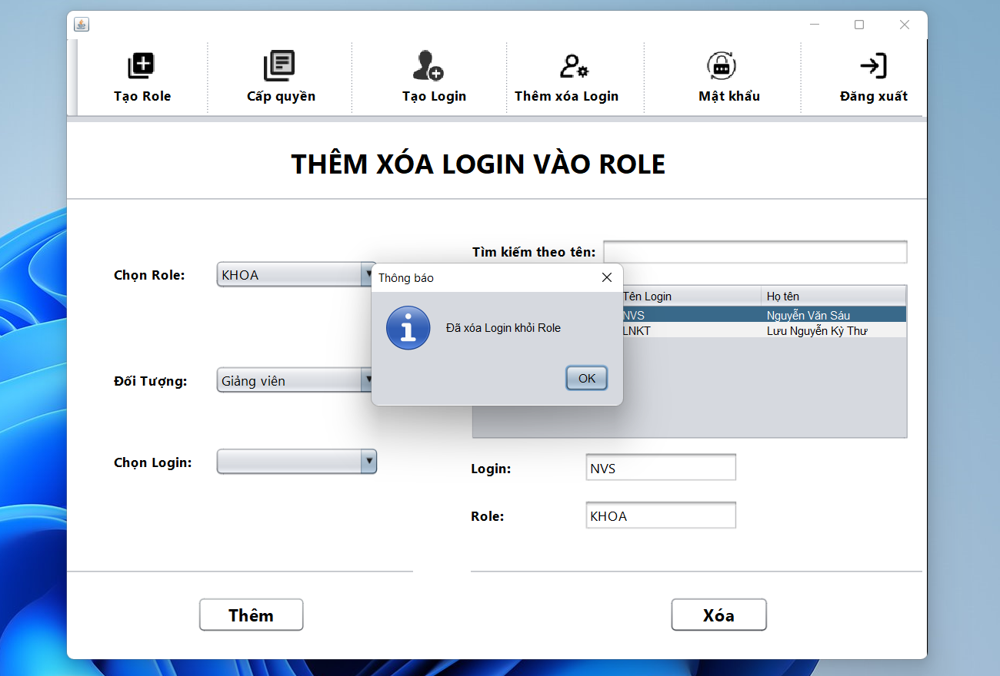 Tạo Role
Cấp quyền
Tạo Login
Thêm xóa Login
Mật khẩu
Đăng xuất
THÊM XÓA LOGIN VÀO ROLE
Chọn Role:
KHOA
Đối Tượng:
Giảng viên
Chọn Login:
Thêm
Tìm kiếm theo tên:
Tên Login Họ tên
NVS Nguyễn Văn Sáu
LNKT Lưu Nguyễn Kỳ Thư
Thông báo
Đã xóa Login khỏi Role
OK
Login:
NVS
Role:
KHOA
Xóa